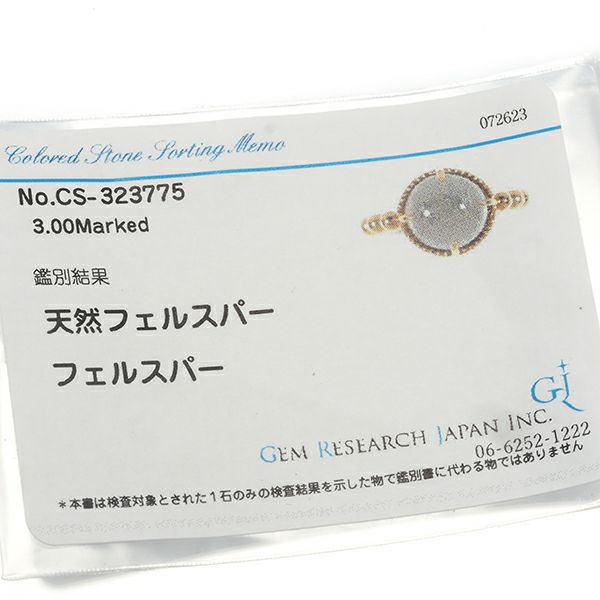 072623
Colored Stone Sorting Memo
No.CS-323775
3.00Marked
鑑別結果
天然フェルスパー
フェルスパー
GJ
GEM RESEARCH JAPAN INC.
06-6252-1222
*本書は検査対象とされた1石のみの検査結果を示した物で鑑別書に代わる物ではありません